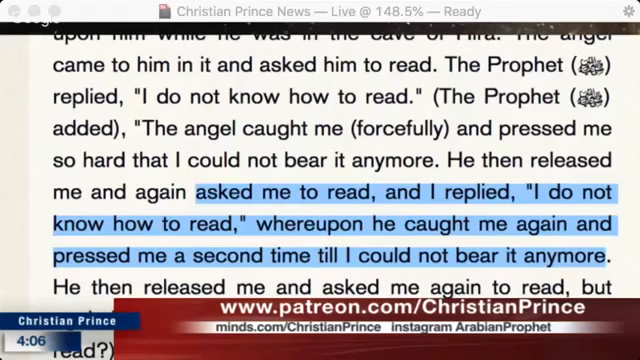 Christian Prince News — Live @ 148.5% — Ready
upon him while he was in the cave of Hira. The angel
came to him in it and asked him to read. The Prophet (ﷺ)
replied, "I do not know how to read." (The Prophet (ﷺ)
added), "The angel caught me (forcefully) and pressed me
so hard that I could not bear it anymore. He then released
me and again asked me to read, and I replied, "I do not
know how to read," whereupon he caught me again and
pressed me a second time till I could not bear it anymore.
He then released me and asked me again to read, but
www.patreon.com/ChristianPrince
Christian Prince
minds.com/ChristianPrince instagram ArabianProphet
4:06
read?)